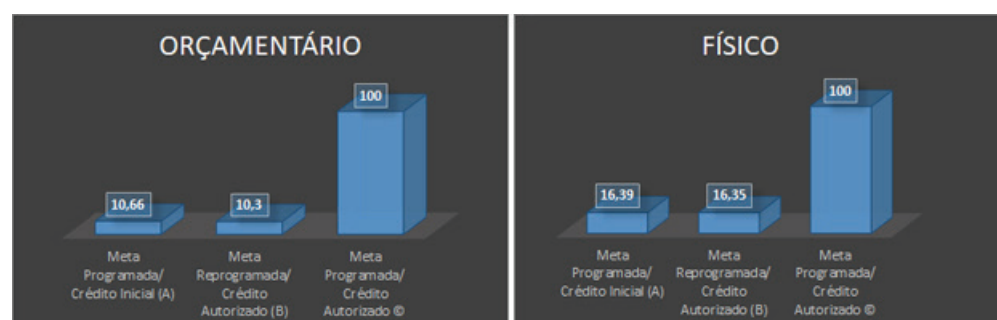 ORÇAMENTÁRIO
100
10,66
10,3
Meta
Programada/
Crédito Inicial (A)
Meta
Reprogramada/
Crédito
Autorizado (B)
Meta
Programada/
Crédito
Autorizado ©
FÍSICO
100
16,39
16,35
Meta
Programada/
Crédito Inicial (A)
Meta
Reprogramada/
Crédito
Autorizado (B)
Meta
Programada/
Crédito
Autorizado ©